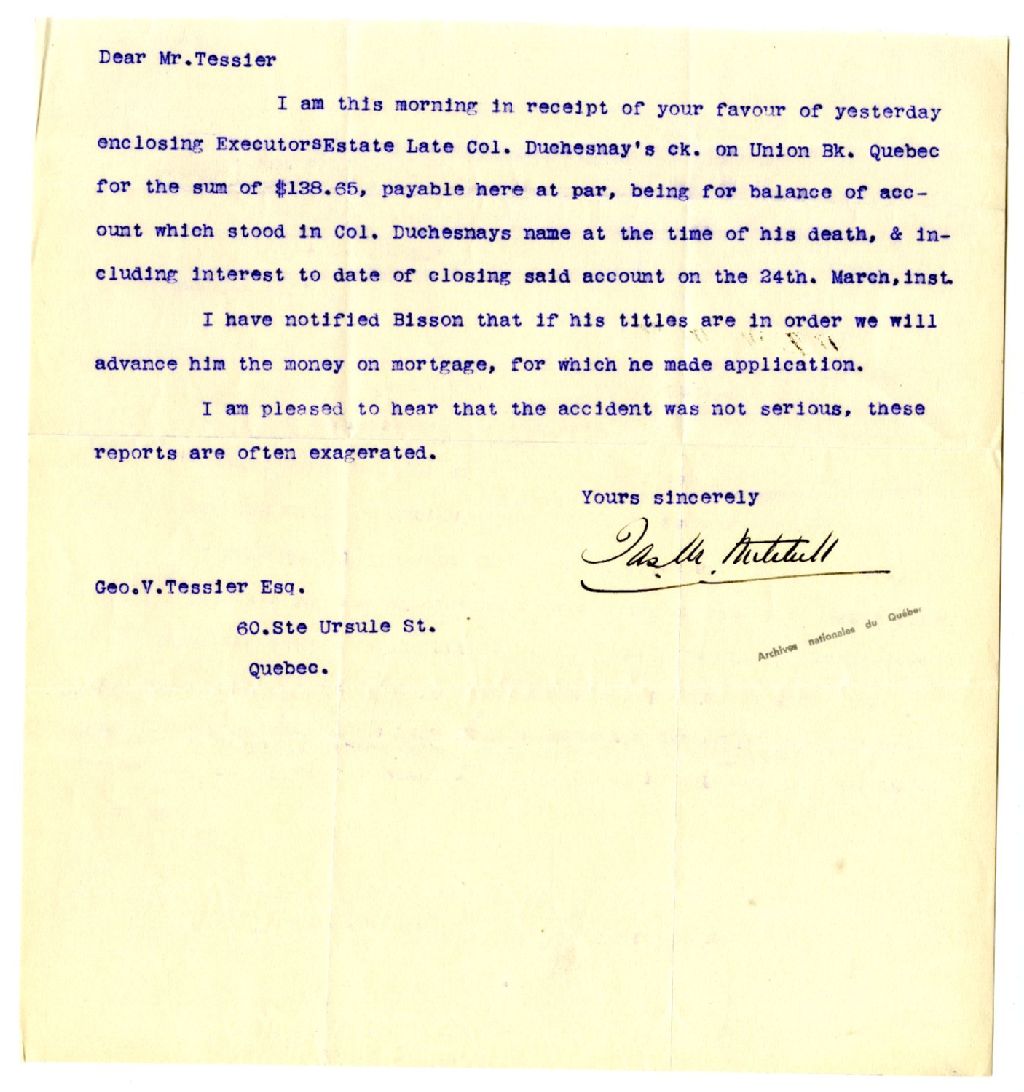 Dear Mr.Tessier
I am this morning in receipt of your favour of yesterday
enclosing ExecutorsEstate Late Col. Duchesnay's ck. on Union Bk. Quebec
for the sum of $138.65, payable here at par, being for balance of acc-
ount which stood in Col. Duchesnays name at the time of his death, & in-
cluding interest to date of closing said account on the 24th. March,inst.
I have notified Bisson that if his titles are in order we will
advance him the money on mortgage, for which he made application.
I am pleased to hear that the accident was not serious, these
reports are often exagerated.
Yours sincerely
Jas. M. Mitchell
Geo.V.Tessier Esq.
60.Ste Ursule St.
Quebec.
Archives nationales du Québec